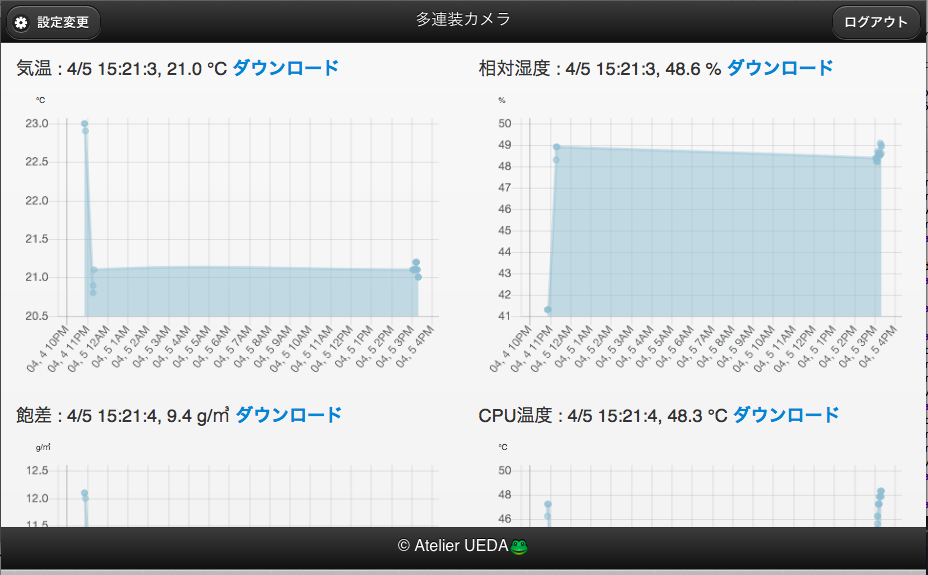 設定変更
多連装カメラ
ログアウト
気温 : 4/5 15:21:3, 21.0 °C ダウンロード
°C
23.0
22.5
22.0
21.5
21.0
20.5
04, 4 10PM
04, 4 11PM
04, 5 12AM
04, 5 1AM
04, 5 2AM
04, 5 3AM
04, 5 4AM
04, 5 5AM
04, 5 6AM
04, 5 7AM
04, 5 8AM
04, 5 9AM
04, 5 10AM
04, 5 11AM
04, 5 12PM
04, 5 1PM
04, 5 2PM
04, 5 3PM
04, 5 4PM
相対湿度 : 4/5 15:21:3, 48.6 % ダウンロード
%
50
49
48
47
46
45
44
43
42
41
04, 4 10PM
04, 4 11PM
04, 5 12AM
04, 5 1AM
04, 5 2AM
04, 5 3AM
04, 5 4AM
04, 5 5AM
04, 5 6AM
04, 5 7AM
04, 5 8AM
04, 5 9AM
04, 5 10AM
04, 5 11AM
04, 5 12PM
04, 5 1PM
04, 5 2PM
04, 5 3PM
04, 5 4PM
飽差 : 4/5 15:21:4, 9.4 g/㎥ ダウンロード
g/㎥
12.5
12.0
11.5
CPU温度 : 4/5 15:21:4, 48.3 °C ダウンロード
°C
50
48
46
© Atelier UEDA🐸